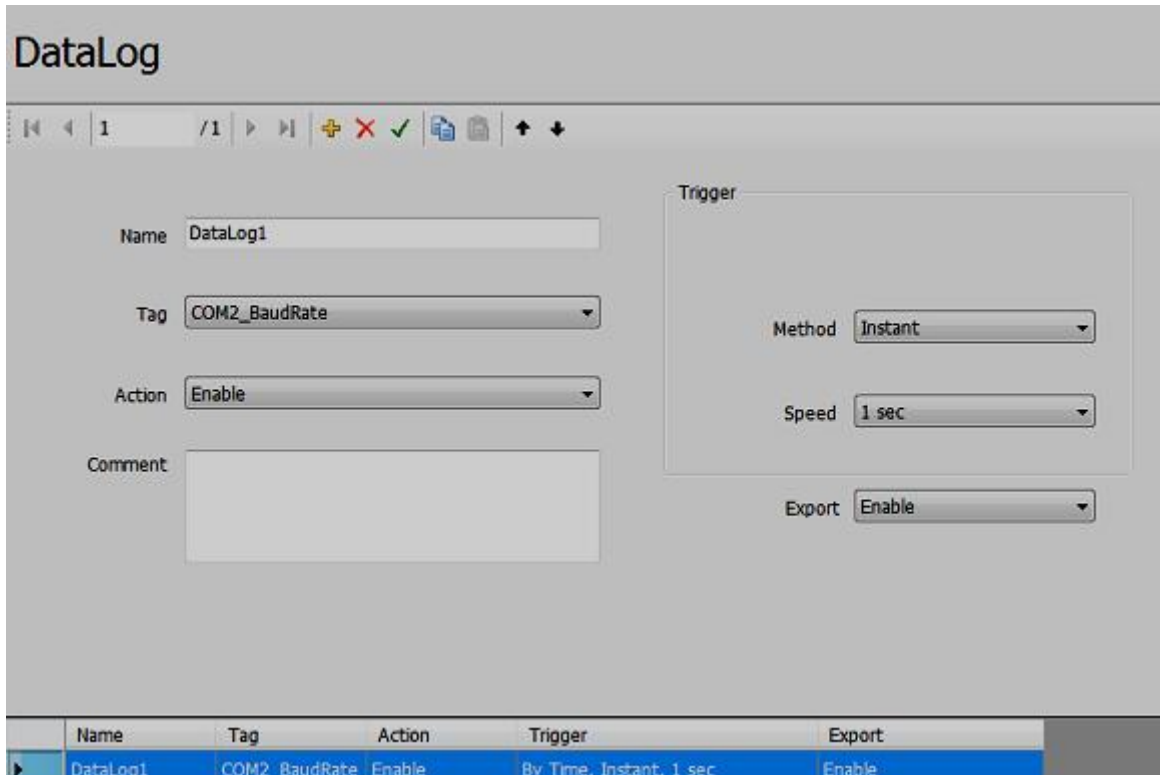 DataLog
1 /1
Name DataLog1
Tag COM2_BaudRate
Action Enable
Comment
Trigger
Method Instant
Speed 1 sec
Export Enable
Name Tag Action Trigger Export
DataLog1 COM2_BaudRate Enable By Time, Instant, 1 sec Enable